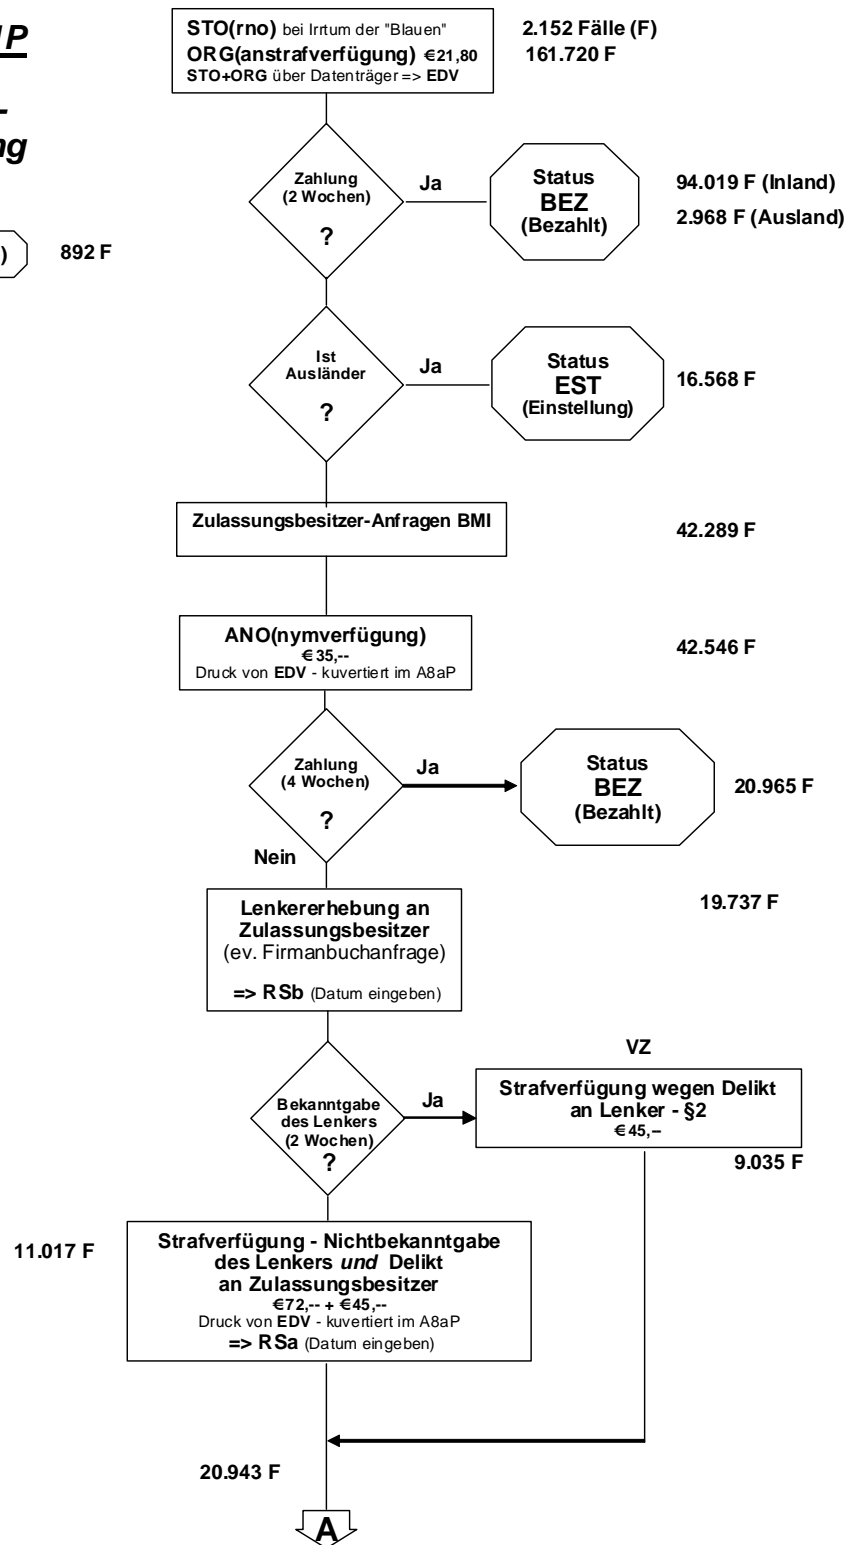 IP
-
ng
)
892 F
STO(rno) bei Irrtum der "Blauen"
ORG(anstrafverfügung) €21,80
STO+ORG über Datenträger => EDV
2.152 Fälle (F)
161.720 F
Zahlung
(2 Wochen)
?
Ja
Status
BEZ
(Bezahlt)
94.019 F (Inland)
2.968 F (Ausland)
Ist
Ausländer
?
Ja
Status
EST
(Einstellung)
16.568 F
Zulassungsbesitzer-Anfragen BMI
42.289 F
ANO(nymverfügung)
€ 35,--
Druck von EDV - kuvertiert im A8aP
42.546 F
Zahlung
(4 Wochen)
?
Ja
Status
BEZ
(Bezahlt)
20.965 F
Nein
Lenkererhebung an
Zulassungsbesitzer
(ev. Firmanbuchanfrage)
=> RSb (Datum eingeben)
19.737 F
Bekanntgabe
des Lenkers
(2 Wochen)
?
Ja
VZ
Strafverfügung wegen Delikt
an Lenker - §2
€ 45,–
9.035 F
11.017 F
Strafverfügung - Nichtbekanntgabe
des Lenkers und Delikt
an Zulassungsbesitzer
€72,-- + €45,--
Druck von EDV - kuvertiert im A8aP
=> RSa (Datum eingeben)
20.943 F
A